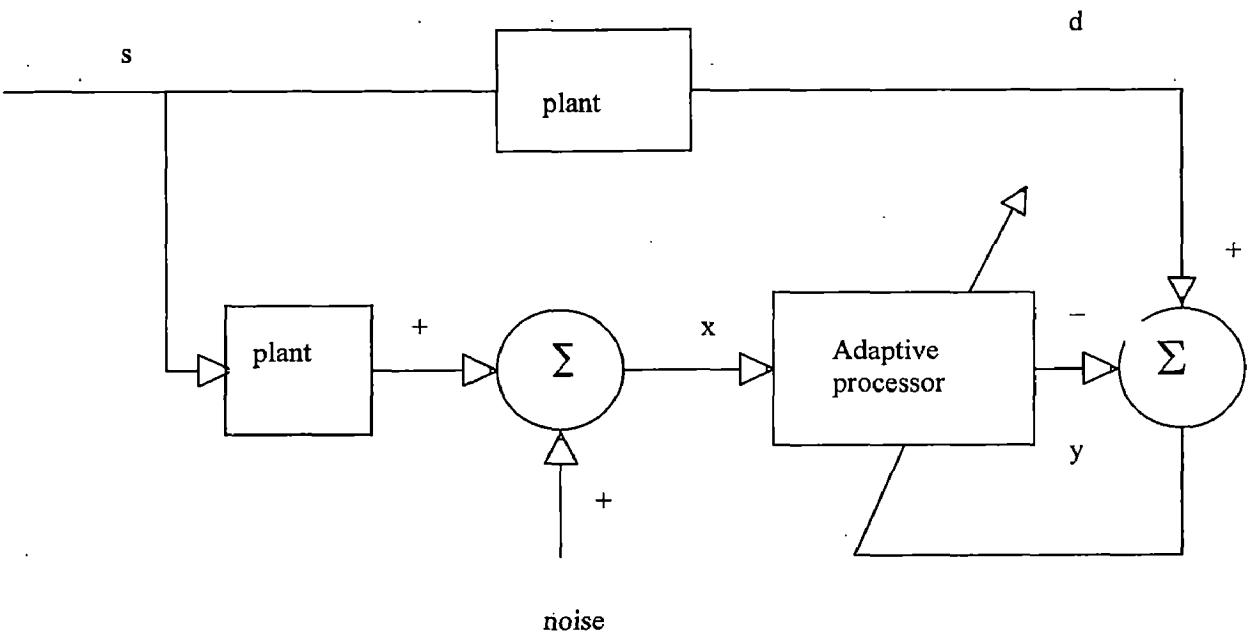 d
s
plant
+
plant
+
x
−
Σ
Adaptive
processor
Σ
y
+
noise